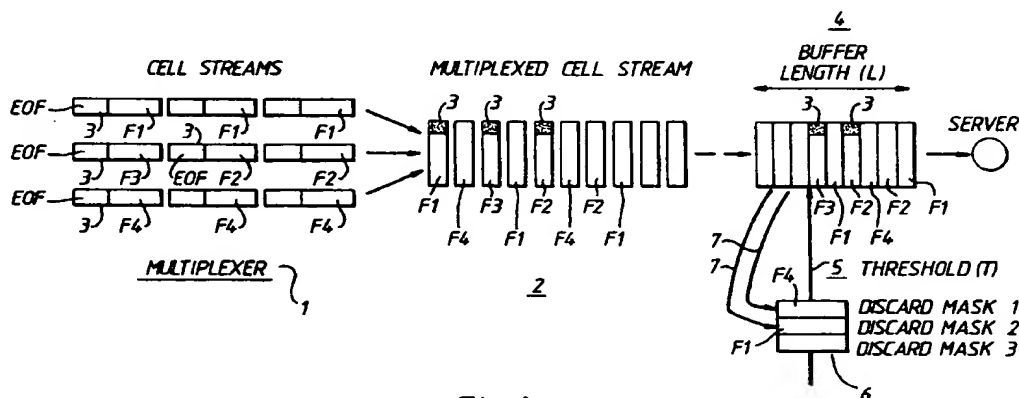 4
CELL STREAMS
MULTIPLEXED CELL STREAM
BUFFER
LENGTH (L)
3 3 3
3 3
SERVER
EOF
3 F1 3 F1 F1
EOF
3 F3 EOF F2 F2
EOF
3 F4 F4 F4
F1 F3 F2 F2
F4 F1 F4 F1
F3 F2 F2 F1
F1 F4
MULTIPLEXER
1
2
7
7
5 THRESHOLD (T)
F4
DISCARD MASK 1
F1
DISCARD MASK 2
DISCARD MASK 3
6